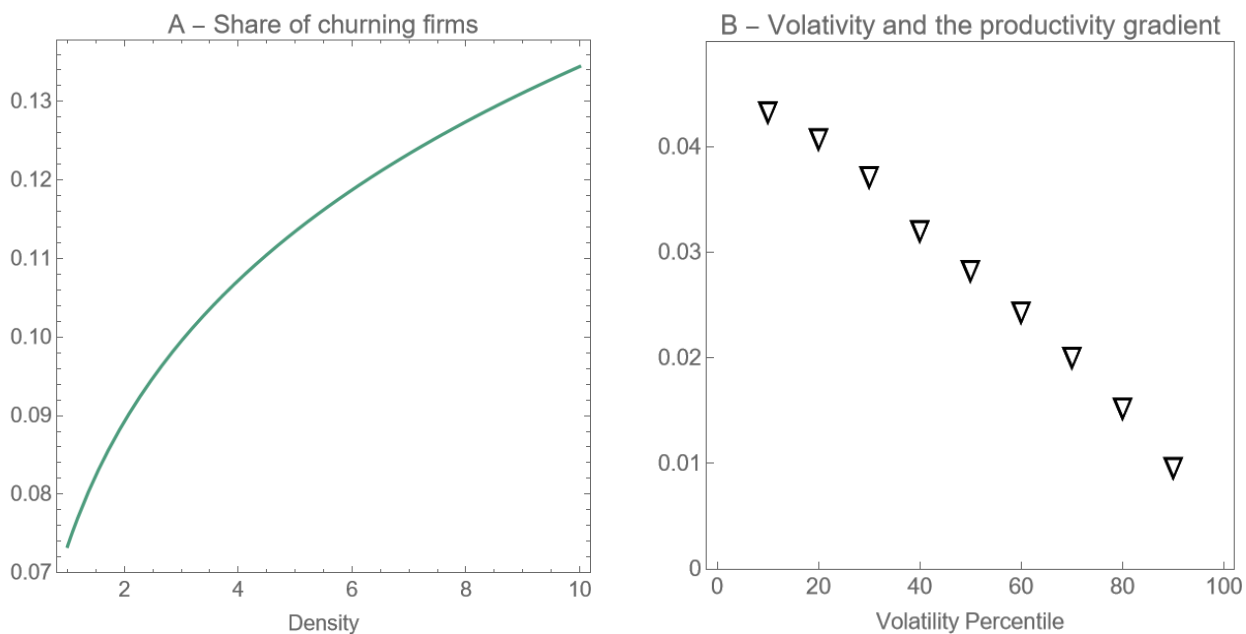 A – Share of churning firms
0.13
0.12
0.11
0.10
0.09
0.08
0.07
2 4 6 8 10
Density
B – Volativity and the productivity gradient
0.04
0.03
0.02
0.01
0
0 20 40 60 80 100
Volatility Percentile